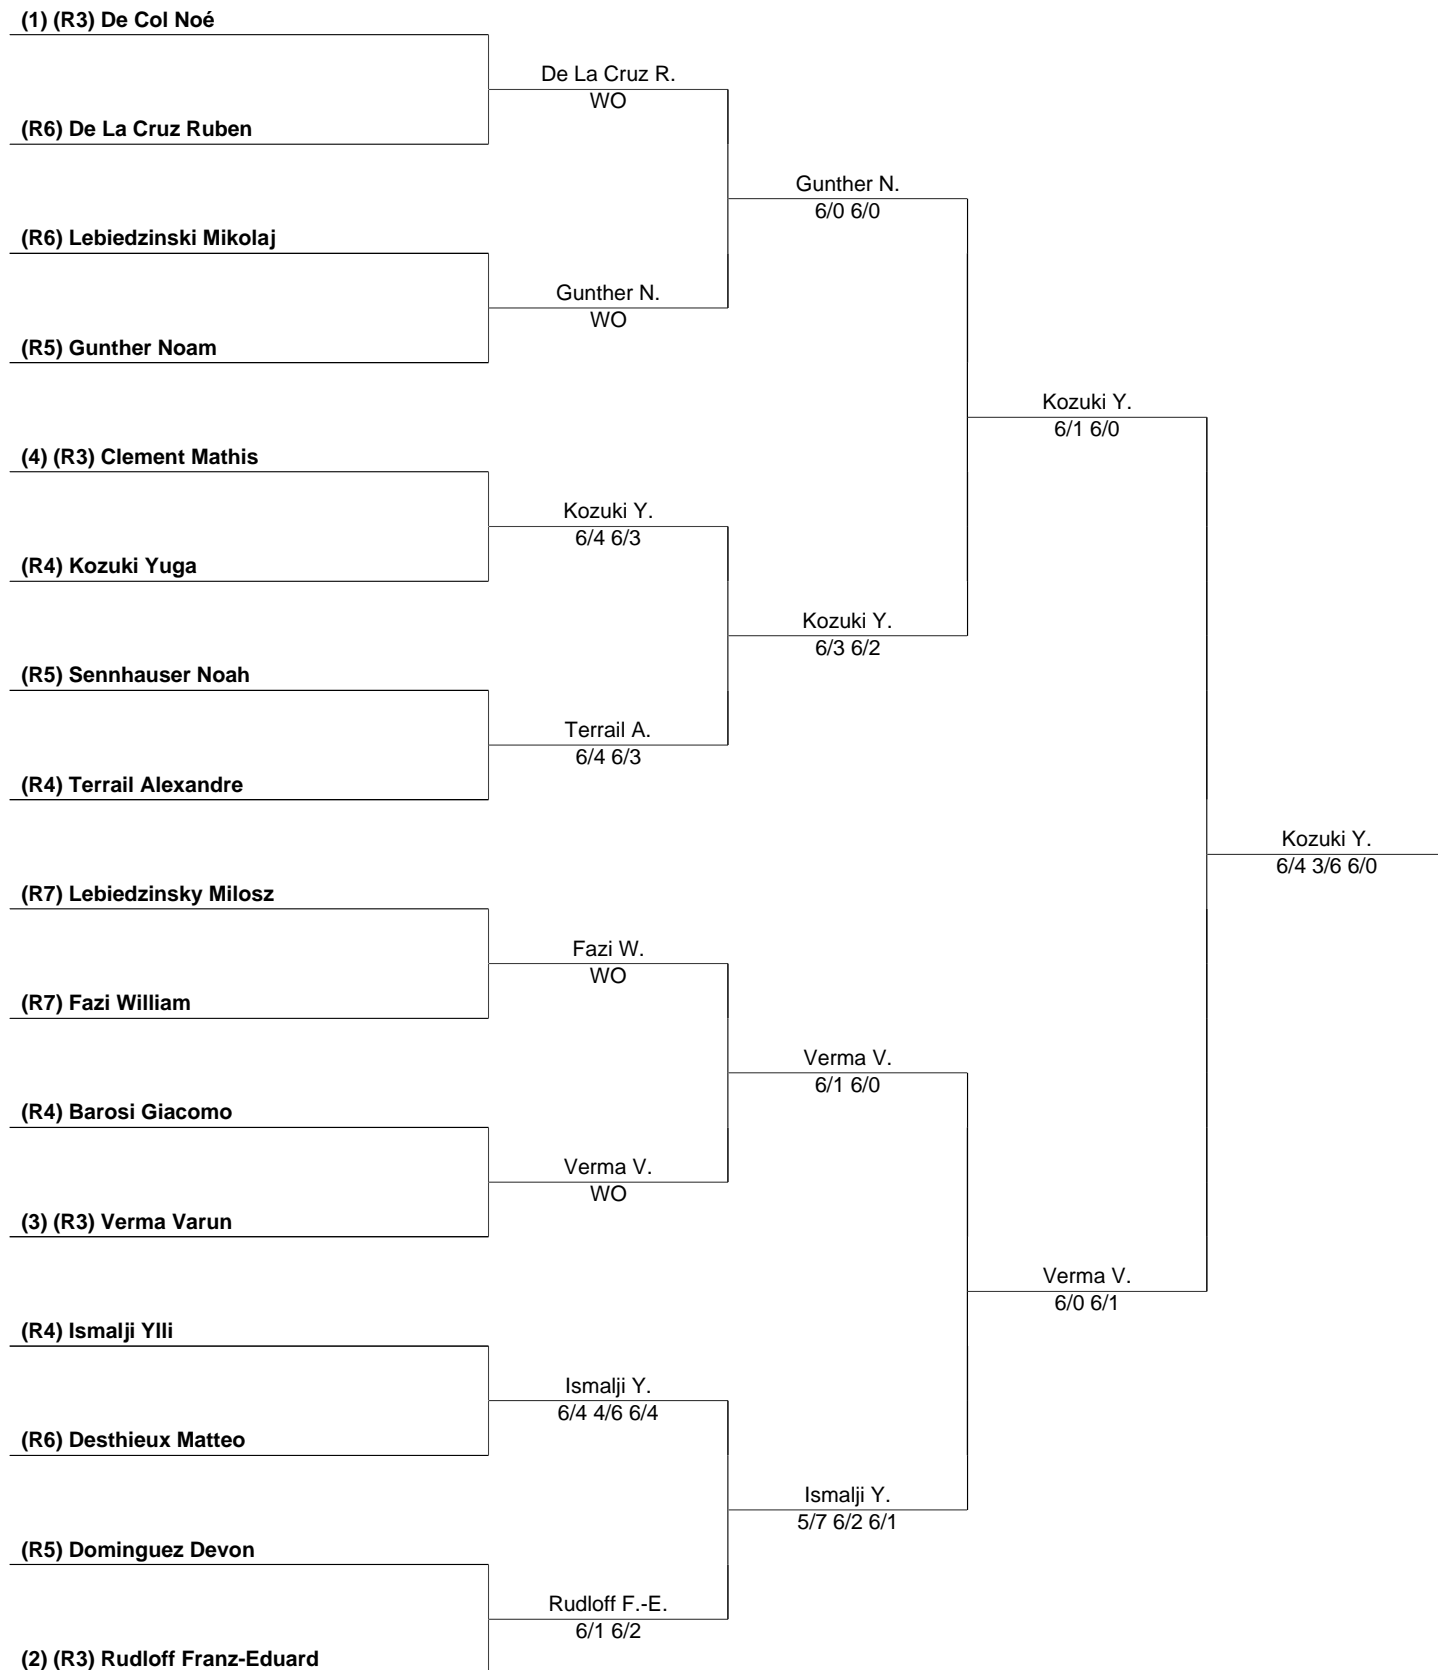 (1) (R3) De Col Noé
De La Cruz R.
WO
(R6) De La Cruz Ruben
Gunther N.
6/0 6/0
(R6) Lebiedzinski Mikolaj
Gunther N.
WO
(R5) Gunther Noam
Kozuki Y.
6/1 6/0
(4) (R3) Clement Mathis
Kozuki Y.
6/4 6/3
(R4) Kozuki Yuga
Kozuki Y.
6/3 6/2
(R5) Sennhauser Noah
Terrail A.
6/4 6/3
(R4) Terrail Alexandre
Kozuki Y.
6/4 3/6 6/0
(R7) Lebiedzinsky Milosz
Fazi W.
WO
(R7) Fazi William
Verma V.
6/1 6/0
(R4) Barosi Giacomo
Verma V.
WO
(3) (R3) Verma Varun
Verma V.
6/0 6/1
(R4) Ismalji Ylli
Ismalji Y.
6/4 4/6 6/4
(R6) Desthieux Matteo
Ismalji Y.
5/7 6/2 6/1
(R5) Dominguez Devon
Rudloff F.-E.
6/1 6/2
(2) (R3) Rudloff Franz-Eduard